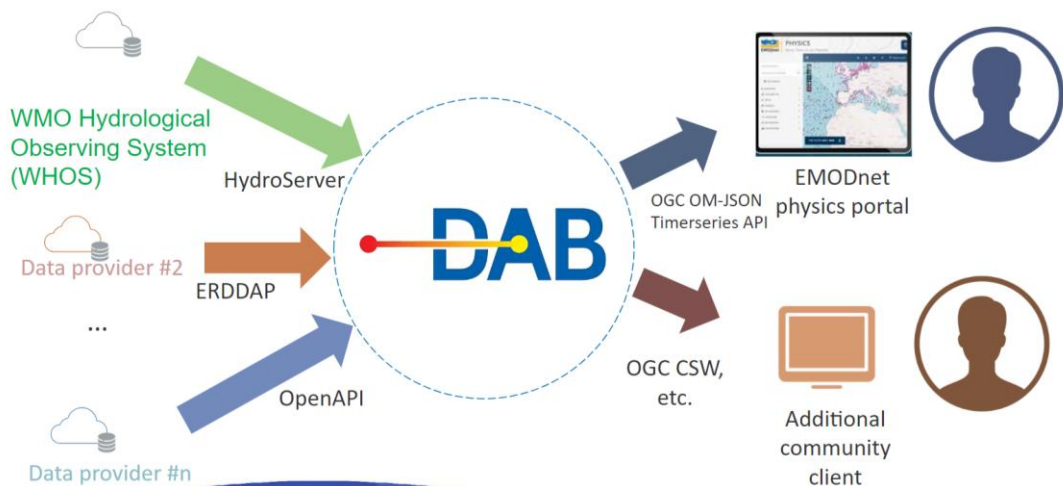 WMO Hydrological
Observing System
(WHOS)
HydroServer
Data provider #2
ERDDAP
...
OpenAPI
Data provider #n
DAB
OGC OM-JSON
Timerseries API
PHYSICS
EMODnet
physics portal
OGC CSW,
etc.
Additional
community
client